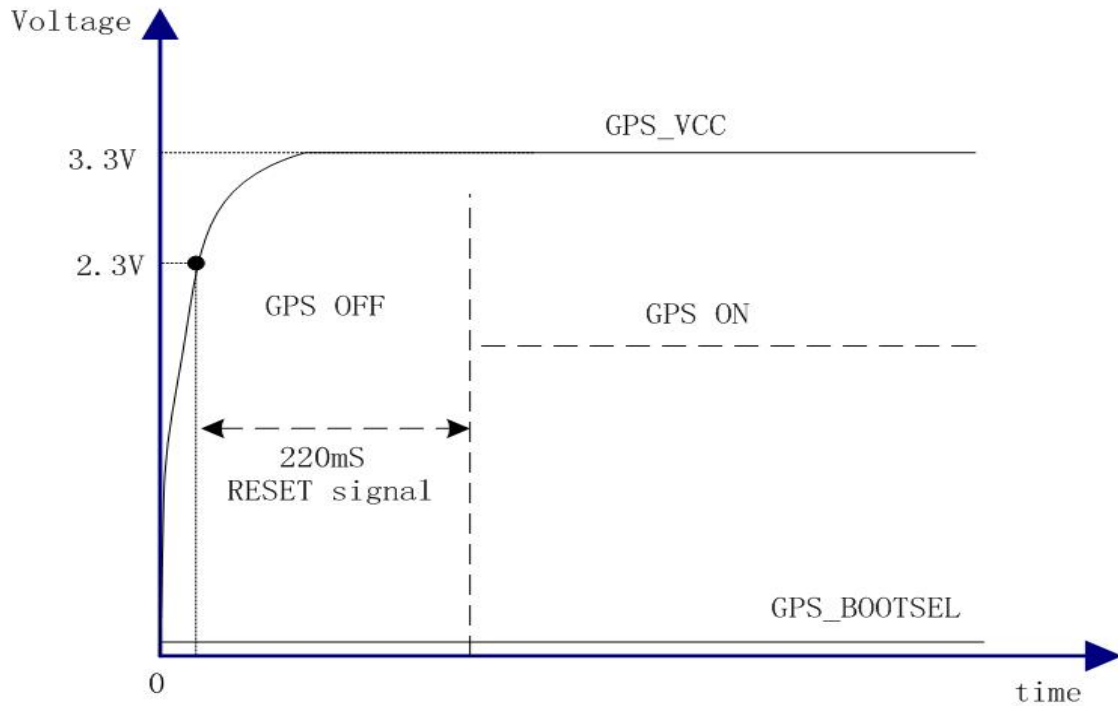 Voltage
GPS_VCC
3.3V
2.3V
GPS OFF
GPS ON
220mS
RESET signal
GPS_BOOTSEL
0
time